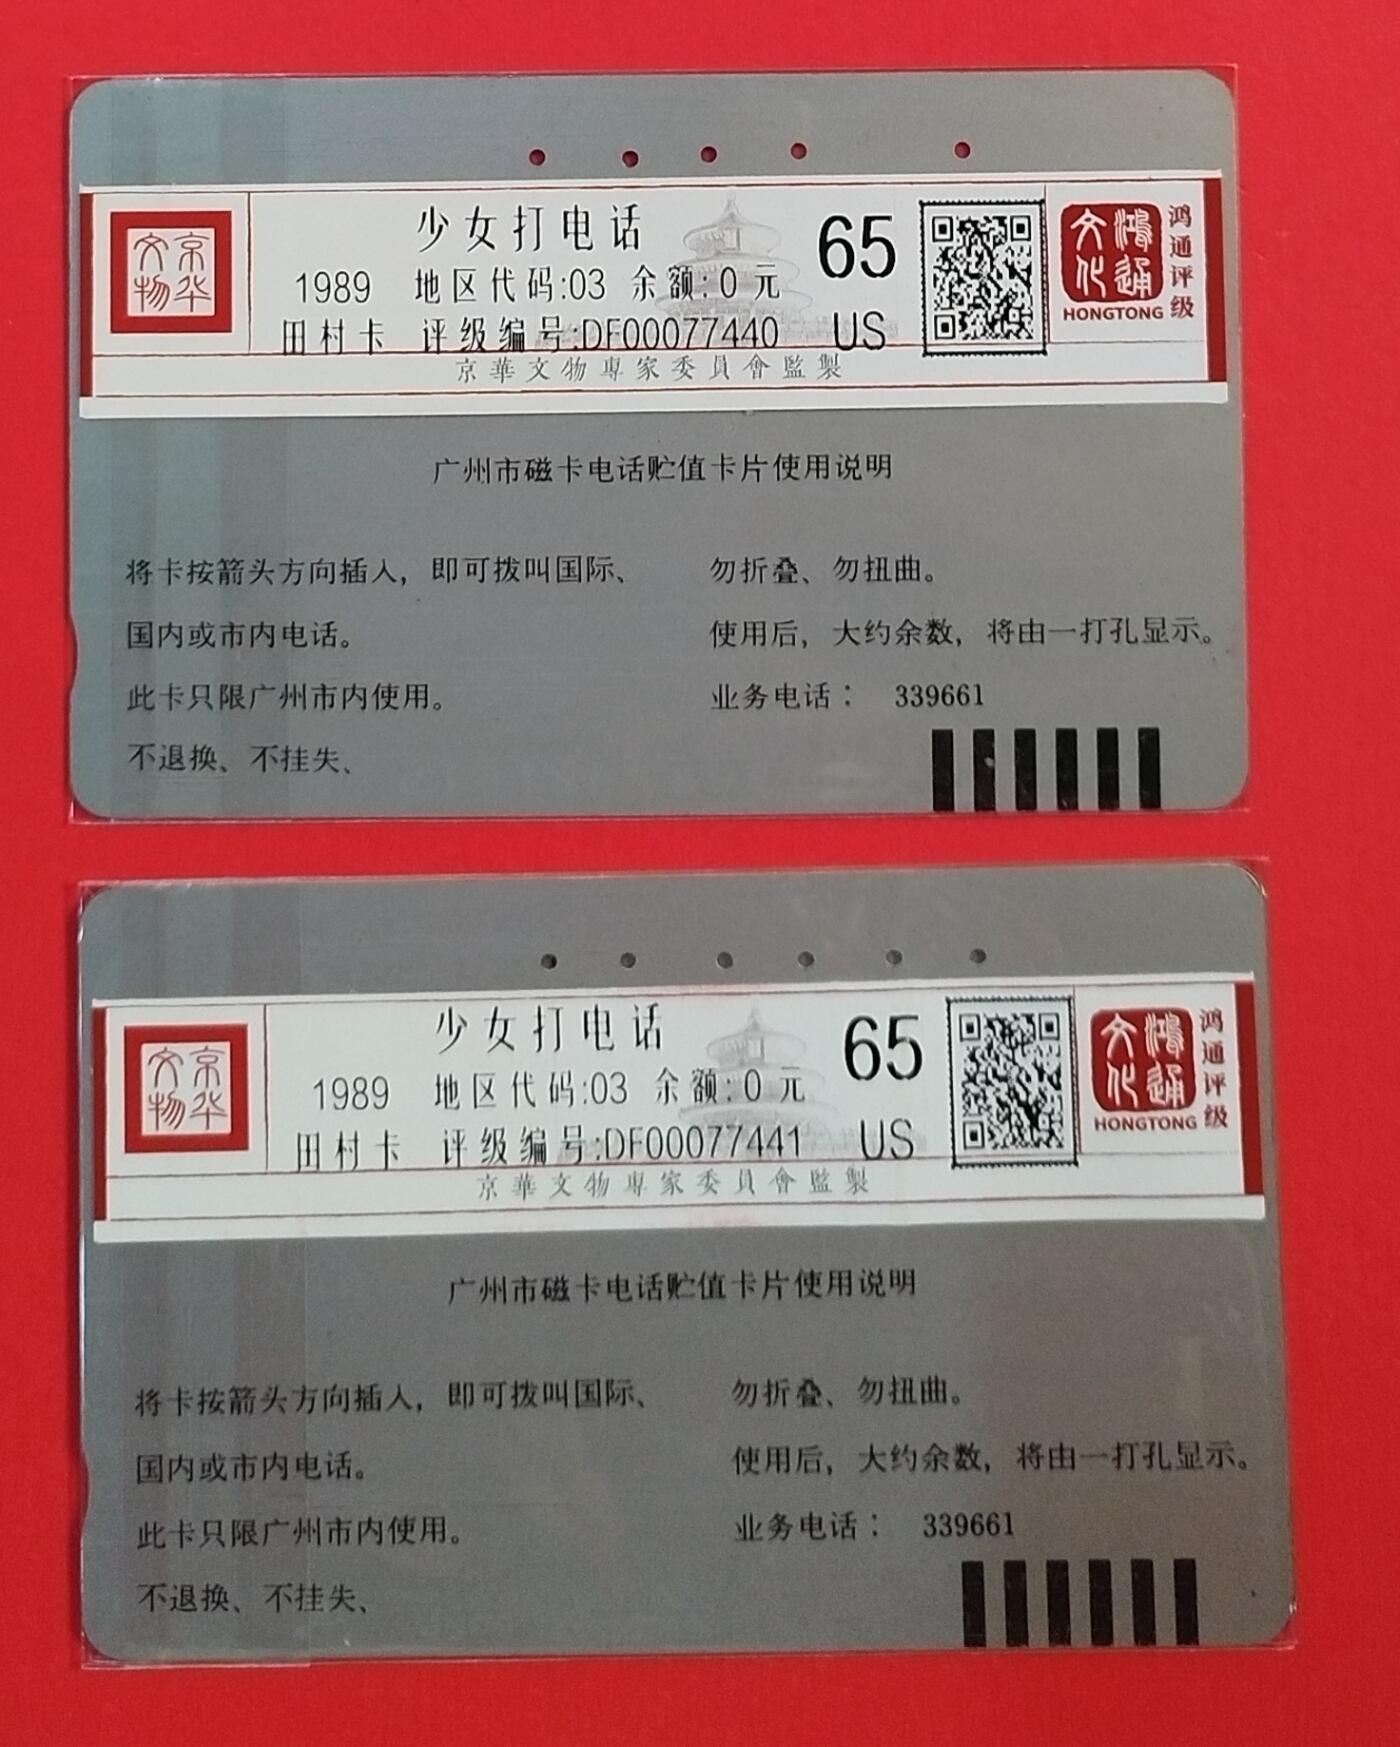 京华
文物
少女打电话
1989 地区代码:03 余额:0 元
田村卡 评级编号:DF00077440
65
US
鸿通
文化
HONGTONG
鸿通评级
京華文物專家委員會監製
广州市磁卡电话贮值卡片使用说明
将卡按箭头方向插入，即可拨叫国际、
国内或市内电话。
此卡只限广州市内使用。
不退换、不挂失、
勿折叠、勿扭曲。
使用后，大约余数，将由一打孔显示。
业务电话： 339661
京华
文物
少女打电话
1989 地区代码:03 余额:0 元
田村卡 评级编号:DF00077441
65
US
鸿通
文化
HONGTONG
鸿通评级
京華文物專家委員會監製
广州市磁卡电话贮值卡片使用说明
将卡按箭头方向插入，即可拨叫国际、
国内或市内电话。
此卡只限广州市内使用。
不退换、不挂失、
勿折叠、勿扭曲。
使用后，大约余数，将由一打孔显示。
业务电话： 339661